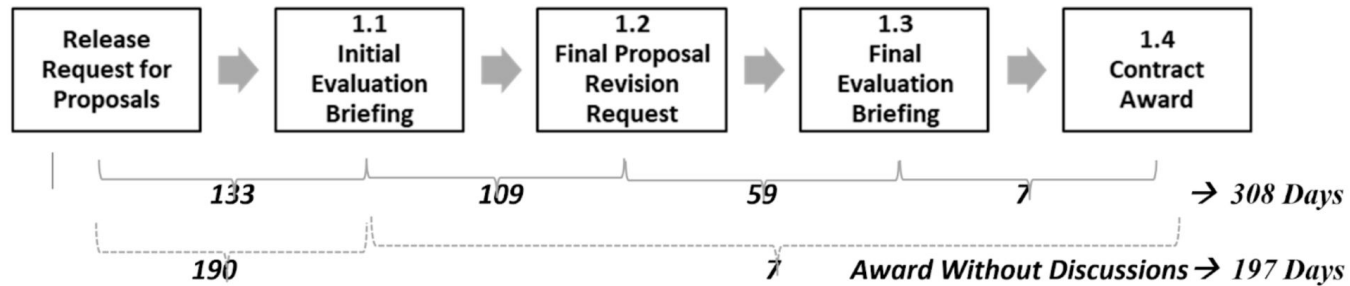 Release
Request for
Proposals
1.1
Initial
Evaluation
Briefing
1.2
Final Proposal
Revision
Request
1.3
Final
Evaluation
Briefing
1.4
Contract
Award
133
109
59
7
→ 308 Days
190
7
Award Without Discussions → 197 Days